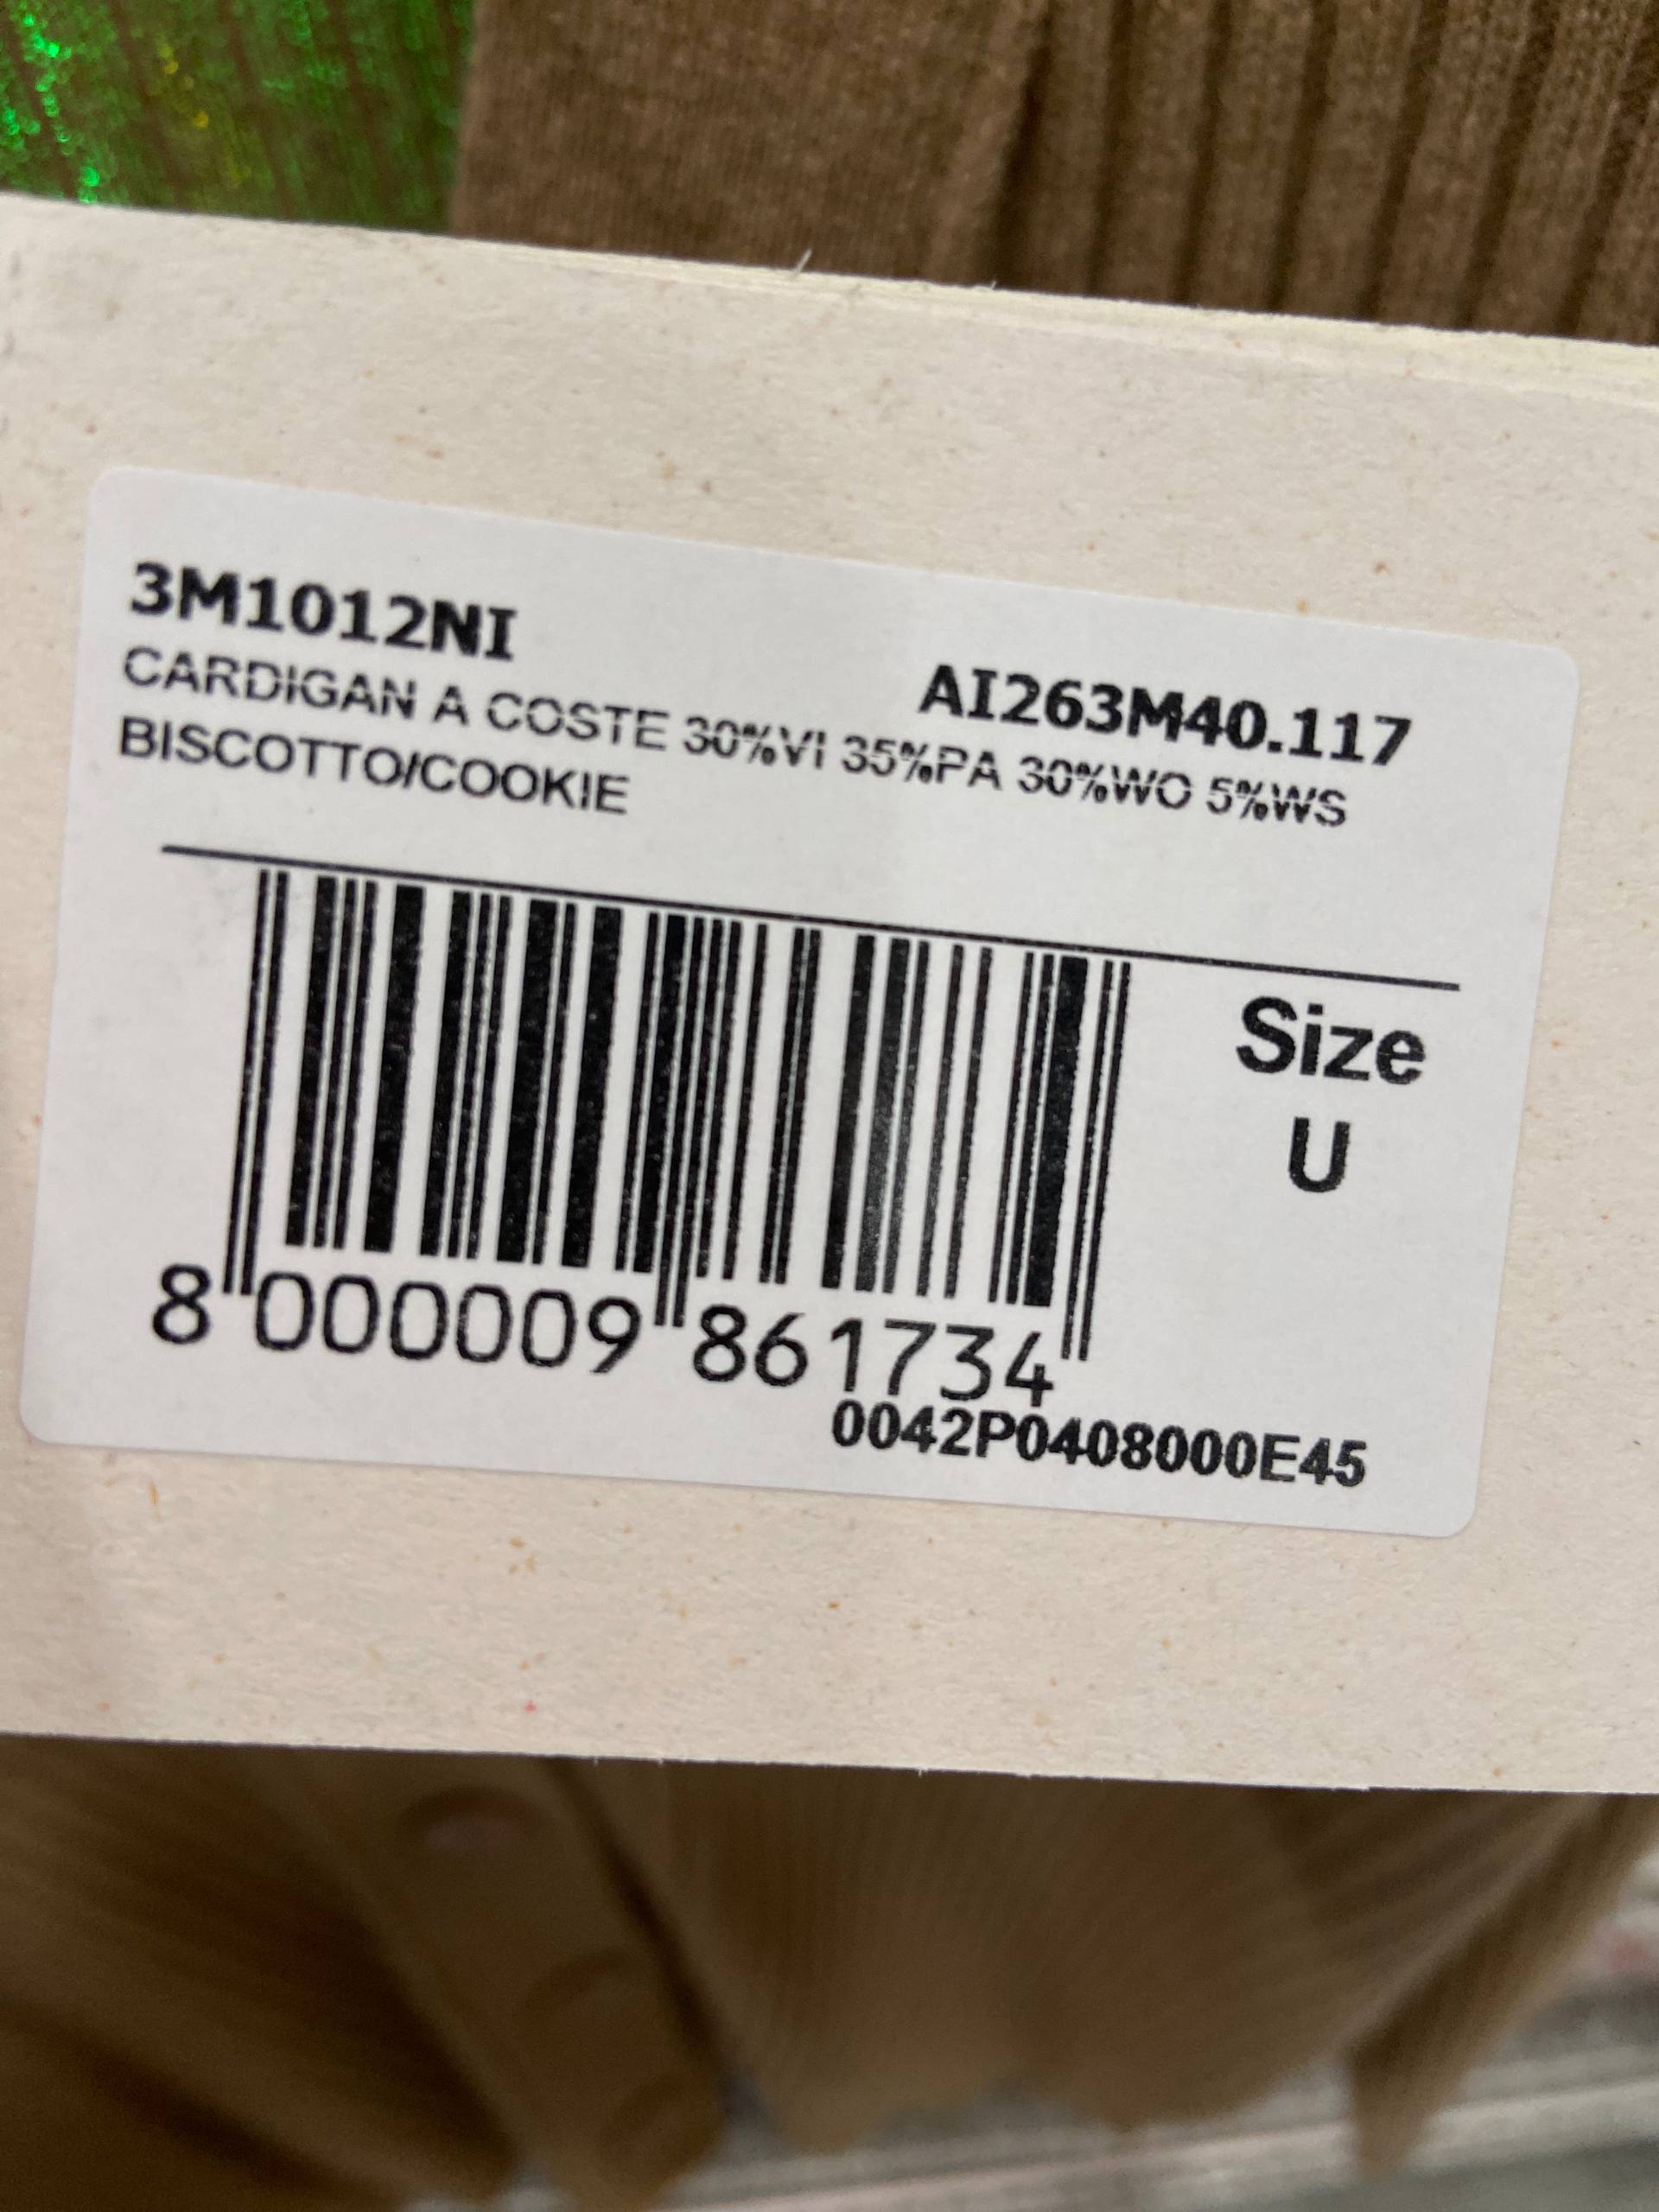 3M1012NI
AI263M40.117
CARDIGAN A COSTE 30%VI 35%PA 30%WO 5%WS
BISCOTTO/COOKIE
Size
U
8 000009 861734
0042P0408000E45